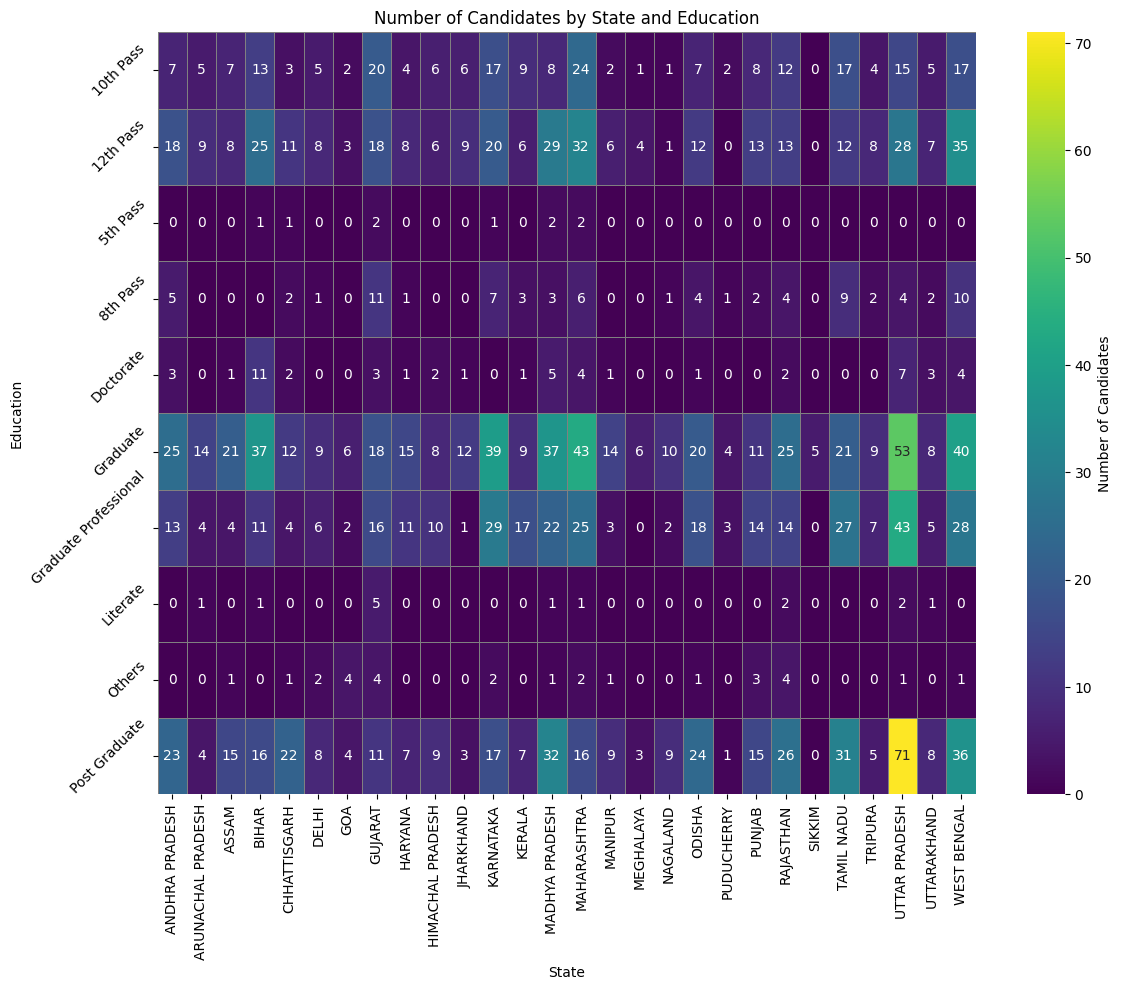 Number of Candidates by State and Education
10th Pass 7 5 7 13 3 5 2 20 4 6 6 17 9 8 24 2 1 1 7 2 8 12 0 17 4 15 5 17
12th Pass 18 9 8 25 11 8 3 18 8 6 9 20 6 29 32 6 4 1 12 0 13 13 0 12 8 28 7 35
5th Pass 0 0 0 1 1 0 0 2 0 0 0 1 0 2 2 0 0 0 0 0 0 0 0 0 0 0 0 0
8th Pass 5 0 0 0 2 1 0 11 1 0 0 7 3 3 6 0 0 1 4 1 2 4 0 9 2 4 2 10
Doctorate 3 0 1 11 2 0 0 3 1 2 1 0 1 5 4 1 0 0 1 0 0 2 0 0 0 7 3 4
Graduate 25 14 21 37 12 9 6 18 15 8 12 39 9 37 43 14 6 10 20 4 11 25 5 21 9 53 8 40
Graduate Professional 13 4 4 11 4 6 2 16 11 10 1 29 17 22 25 3 0 2 18 3 14 14 0 27 7 43 5 28
Literate 0 1 0 1 0 0 0 5 0 0 0 0 0 1 1 0 0 0 0 0 0 2 0 0 0 2 1 0
Others 0 0 1 0 1 2 4 4 0 0 0 2 0 1 2 1 0 0 1 0 3 4 0 0 0 1 0 1
Post Graduate 23 4 15 16 22 8 4 11 7 9 3 17 7 32 16 9 3 9 24 1 15 26 0 31 5 71 8 36
Education
ANDHRA PRADESH
ARUNACHAL PRADESH
ASSAM
BIHAR
CHHATTISGARH
DELHI
GOA
GUJARAT
HARYANA
HIMACHAL PRADESH
JHARKHAND
KARNATAKA
KERALA
MADHYA PRADESH
MAHARASHTRA
MANIPUR
MEGHALAYA
NAGALAND
ODISHA
PUDUCHERRY
PUNJAB
RAJASTHAN
SIKKIM
TAMIL NADU
TRIPURA
UTTAR PRADESH
UTTARAKHAND
WEST BENGAL
State
70
60
50
40
30
20
10
0
Number of Candidates